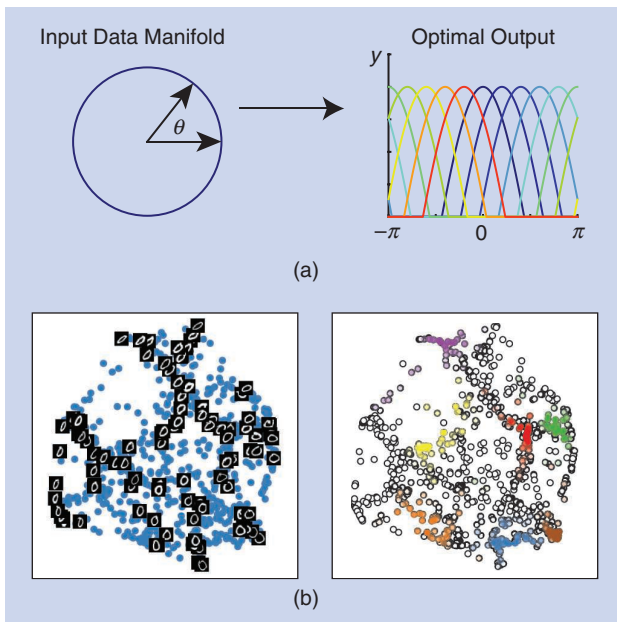 Input Data Manifold
Optimal Output
θ
y
−π
0
π
(a)
(b)